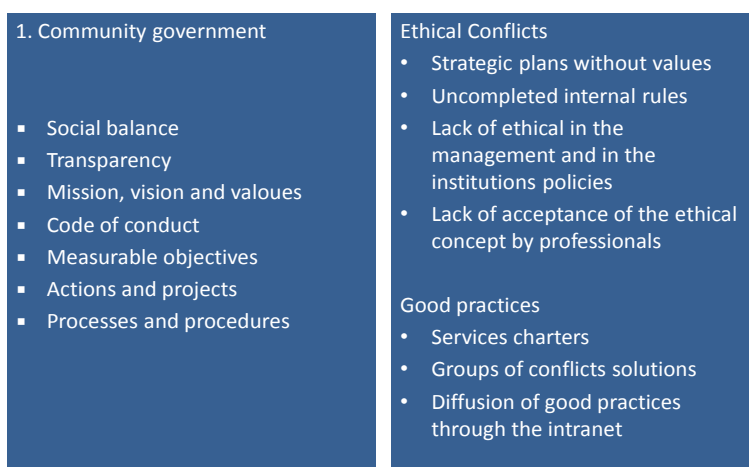 1. Community government
▪ Social balance
▪ Transparency
▪ Mission, vision and valoues
▪ Code of conduct
▪ Measurable objectives
▪ Actions and projects
▪ Processes and procedures
Ethical Conflicts
• Strategic plans without values
• Uncompleted internal rules
• Lack of ethical in the
management and in the
institutions policies
• Lack of acceptance of the ethical
concept by professionals
Good practices
• Services charters
• Groups of conflicts solutions
• Diffusion of good practices
through the intranet